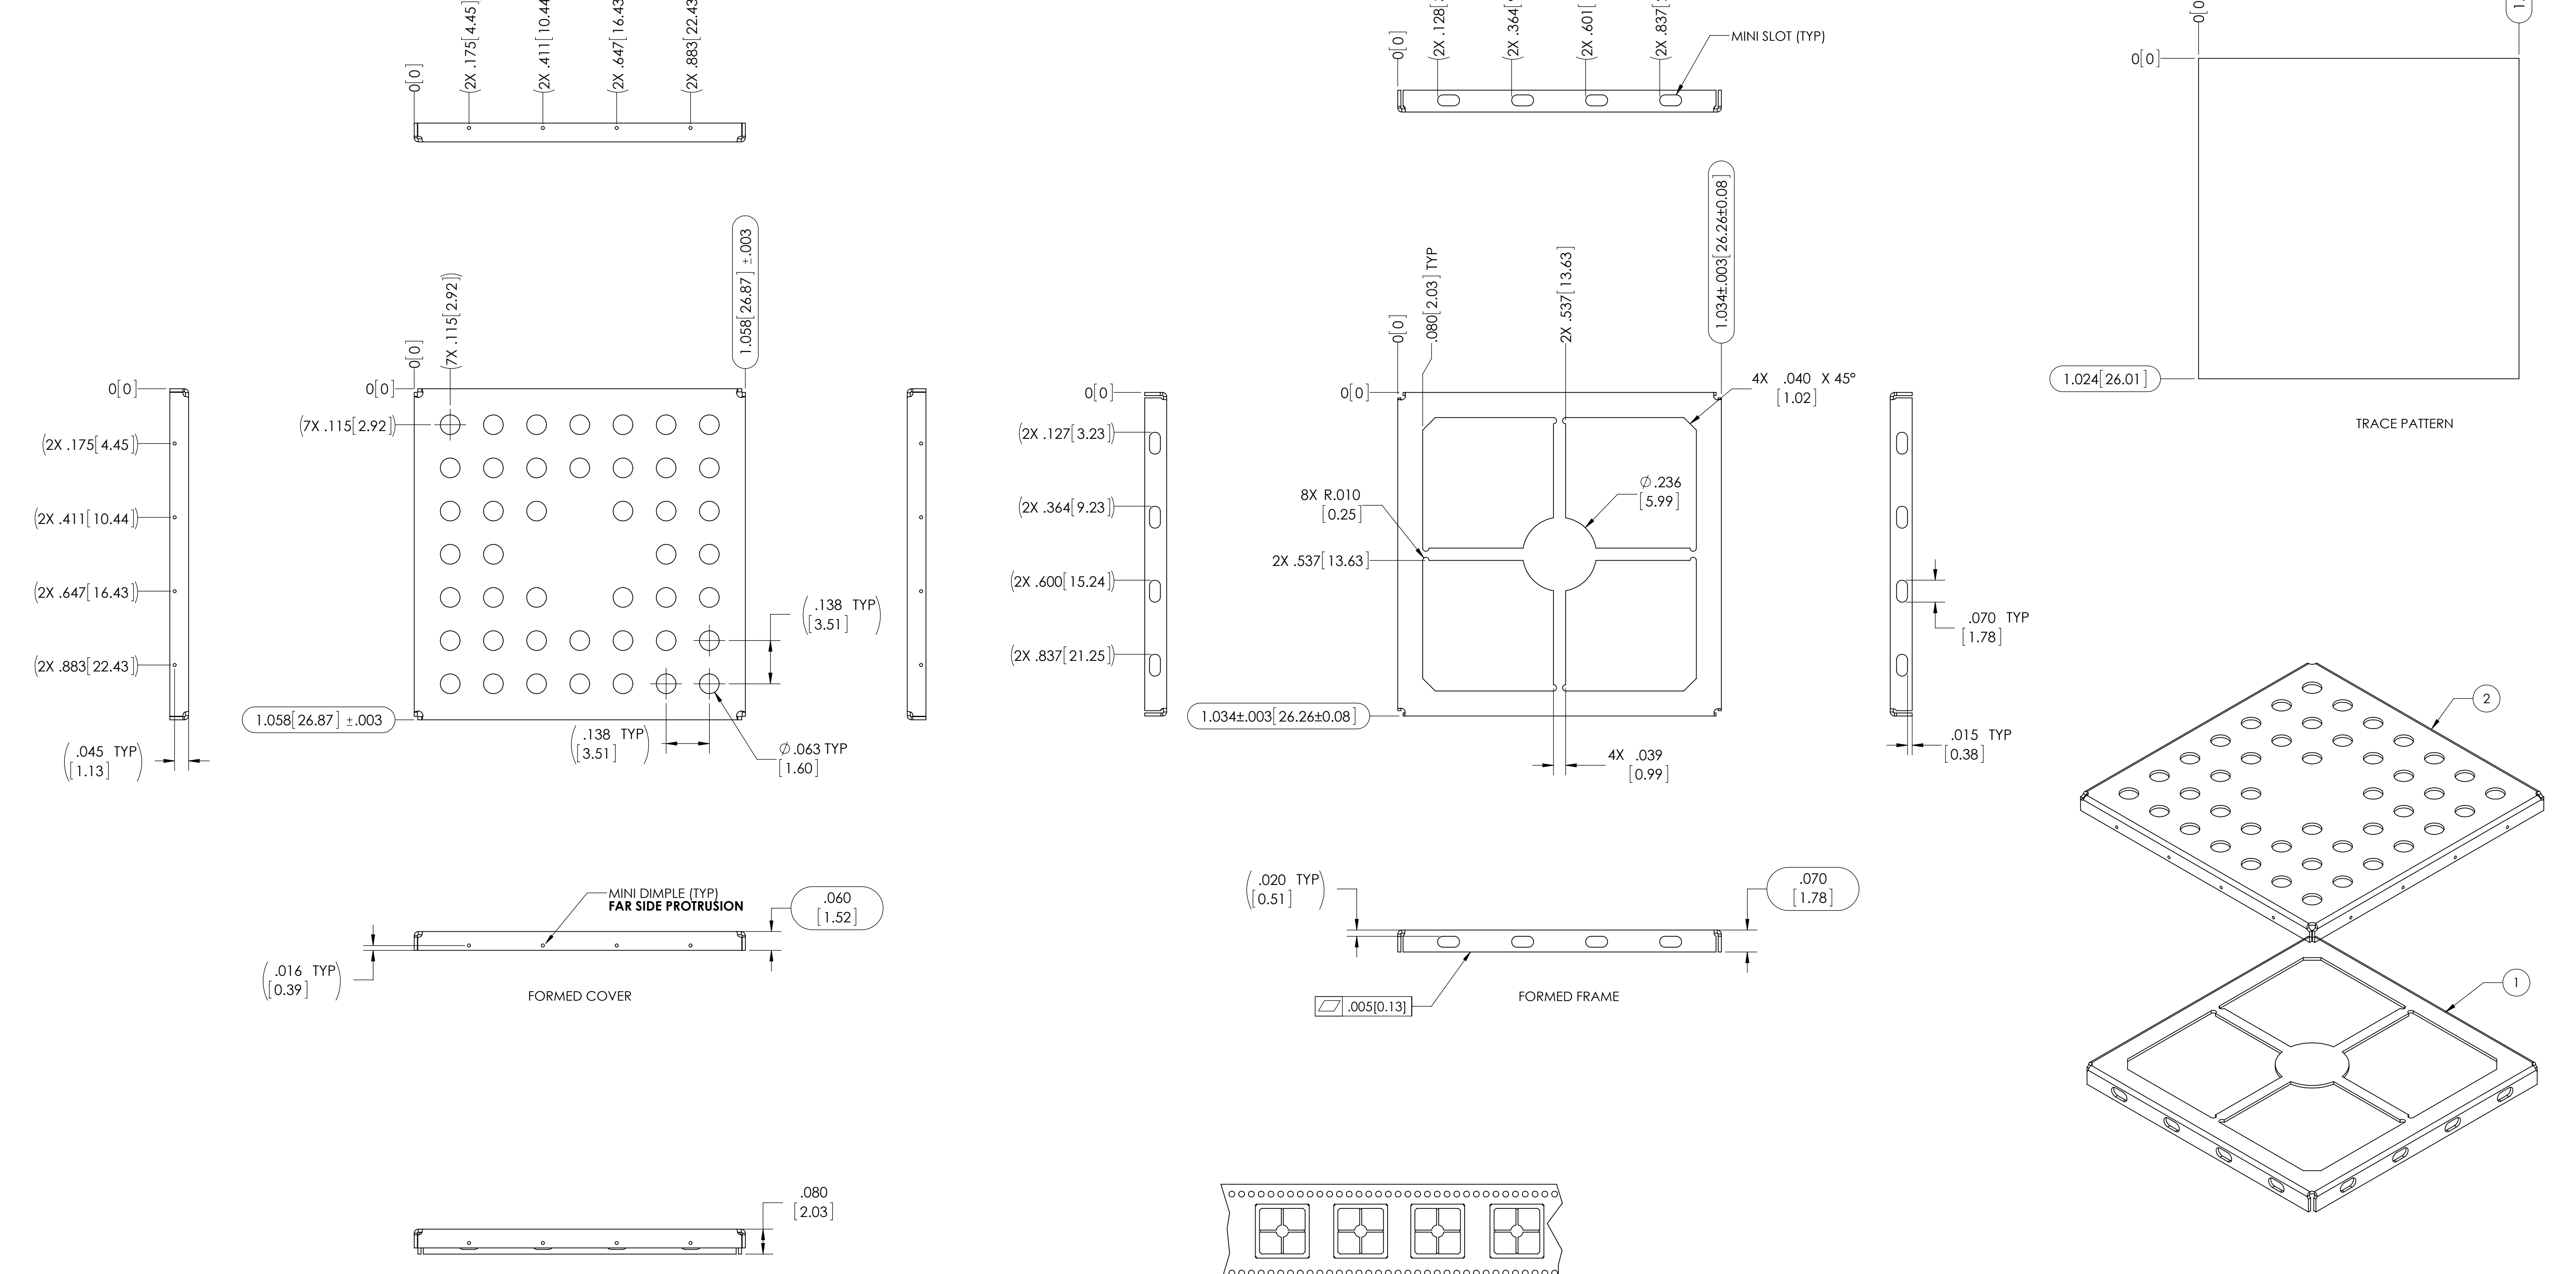 0[0]
(2X .175[4.45]
(2X .411[10.44
(2X .647[16.43
(2X .883[22.43
0[0]
(2X .128[
(2X .364[
(2X .601[
(2X .837[
MINI SLOT (TYP)
0[0]
1.
0[0]
1.024[26.01]
TRACE PATTERN
0[0]
(7X .115[2.92])
1.058[26.87] ±.003
0[0]
(7X .115[2.92])
1.058[26.87] ±.003
0[0]
(2X .175[4.45])
(2X .411[10.44])
(2X .647[16.43])
(2X .883[22.43])
(.045 TYP
[1.13])
(.138 TYP
[3.51])
(.138 TYP
[3.51])
Ø.063 TYP
[1.60]
0[0]
.080[2.03] TYP
2X .537[13.63]
1.034±.003[26.26±0.08]
0[0]
4X .040 X 45°
[1.02]
Ø.236
[5.99]
8X R.010
[0.25]
2X .537[13.63]
1.034±.003[26.26±0.08]
4X .039
[0.99]
0[0]
(2X .127[3.23])
(2X .364[9.23])
(2X .600[15.24])
(2X .837[21.25])
.070 TYP
[1.78]
.015 TYP
[0.38]
2
1
MINI DIMPLE (TYP)
FAR SIDE PROTRUSION
.060
[1.52]
(.016 TYP
[0.39])
FORMED COVER
(.020 TYP
[0.51])
.070
[1.78]
.005[0.13]
FORMED FRAME
.080
[2.03]